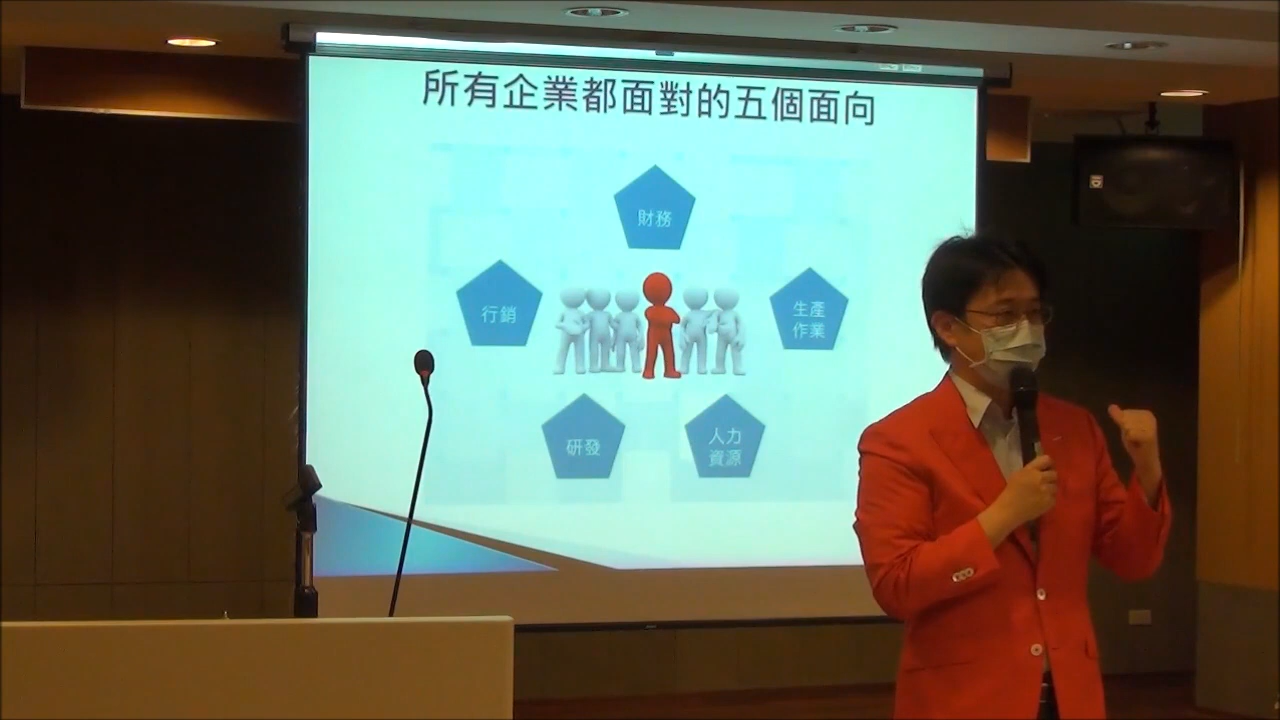 所有企業都面對的五個面向
財務
行銷
生產
作業
研發
人力
資源